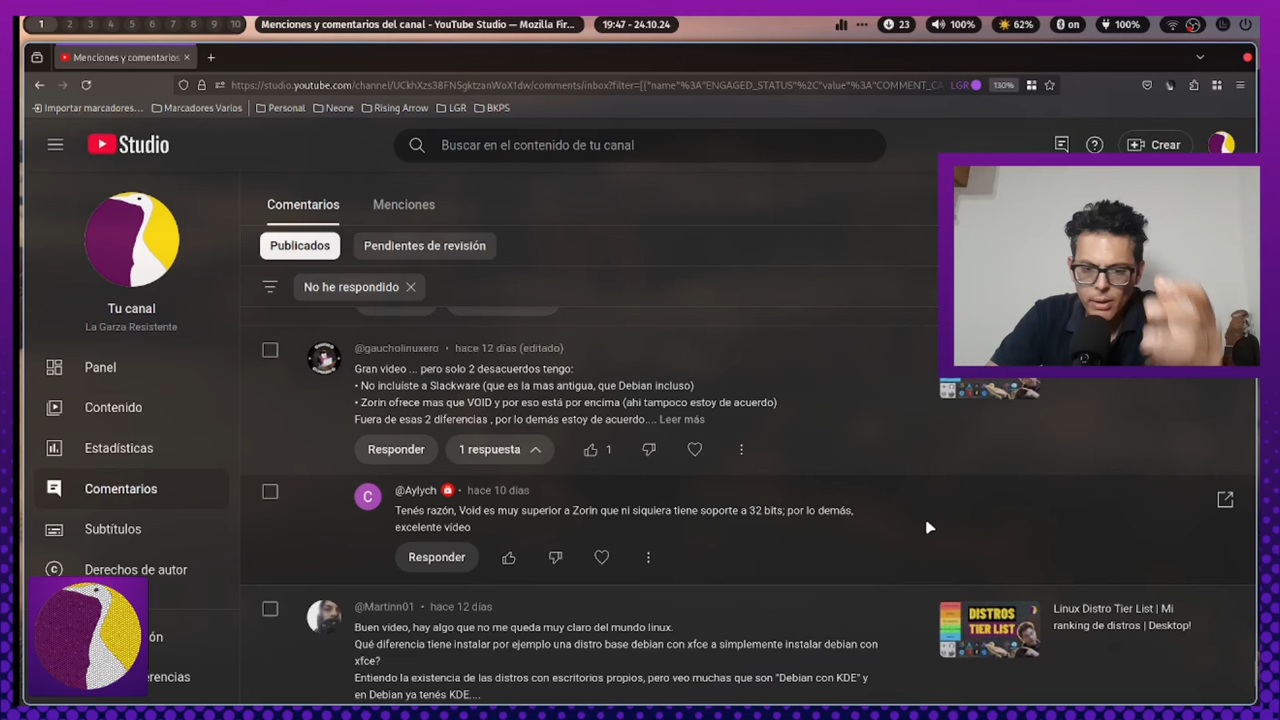 1 2 3 4 5 6 7 8 9 10
Menciones y comentarios del canal - YouTube Studio — Mozilla Fir...
19:47 - 24.10.24
23
100%
62%
on
100%
Menciones y comentarios
https://studio.youtube.com/channel/UCkhXzs38FN5gktzanWoX1dw/comments/inbox?filter=[{"name"%3A"ENGAGED_STATUS"%2C"value"%3A"COMMENT_CA
LGR
130%
Importar marcadores...
Marcadores Varios
Personal
Neone
Rising Arrow
LGR
BKPS
Studio
Buscar en el contenido de tu canal
Crear
Comentarios
Menciones
Publicados
Pendientes de revisión
No he respondido
Tu canal
La Garza Resistente
Panel
Contenido
Estadísticas
Comentarios
Subtítulos
Derechos de autor
@gaucholinuxero • hace 12 días (editado)
Gran video ... pero solo 2 desacuerdos tengo:
• No incluiste a Slackware (que es la mas antigua, que Debian incluso)
• Zorin ofrece mas que VOID y por eso está por encima (ahi tampoco estoy de acuerdo)
Fuera de esas 2 diferencias , por lo demás estoy de acuerdo.... Leer más
Responder
1 respuesta
1
C
@Aylych • hace 10 días
Tenés razón, Void es muy superior a Zorin que ni siquiera tiene soporte a 32 bits; por lo demás,
excelente vídeo
Responder
@Martinn01 • hace 12 días
Buen video, hay algo que no me queda muy claro del mundo linux.
Qué diferencia tiene instalar por ejemplo una distro base debian con xfce a simplemente instalar debian con
xfce?
Entiendo la existencia de las distros con escritorios propios, pero veo muchas que son "Debian con KDE" y
en Debian ya tenés KDE....
DISTROS
TIER LIST
Linux Distro Tier List | Mi
ranking de distros | Desktop!